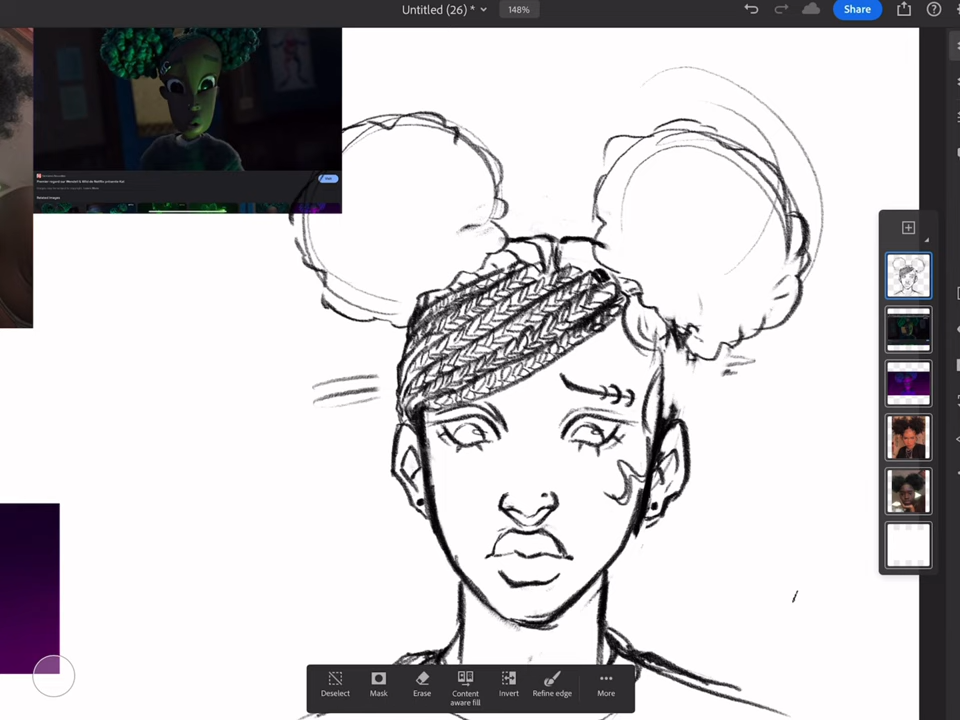 Untitled (26) *
148%
Share
Deselect
Mask
Erase
Content
aware fill
Invert
Refine edge
More